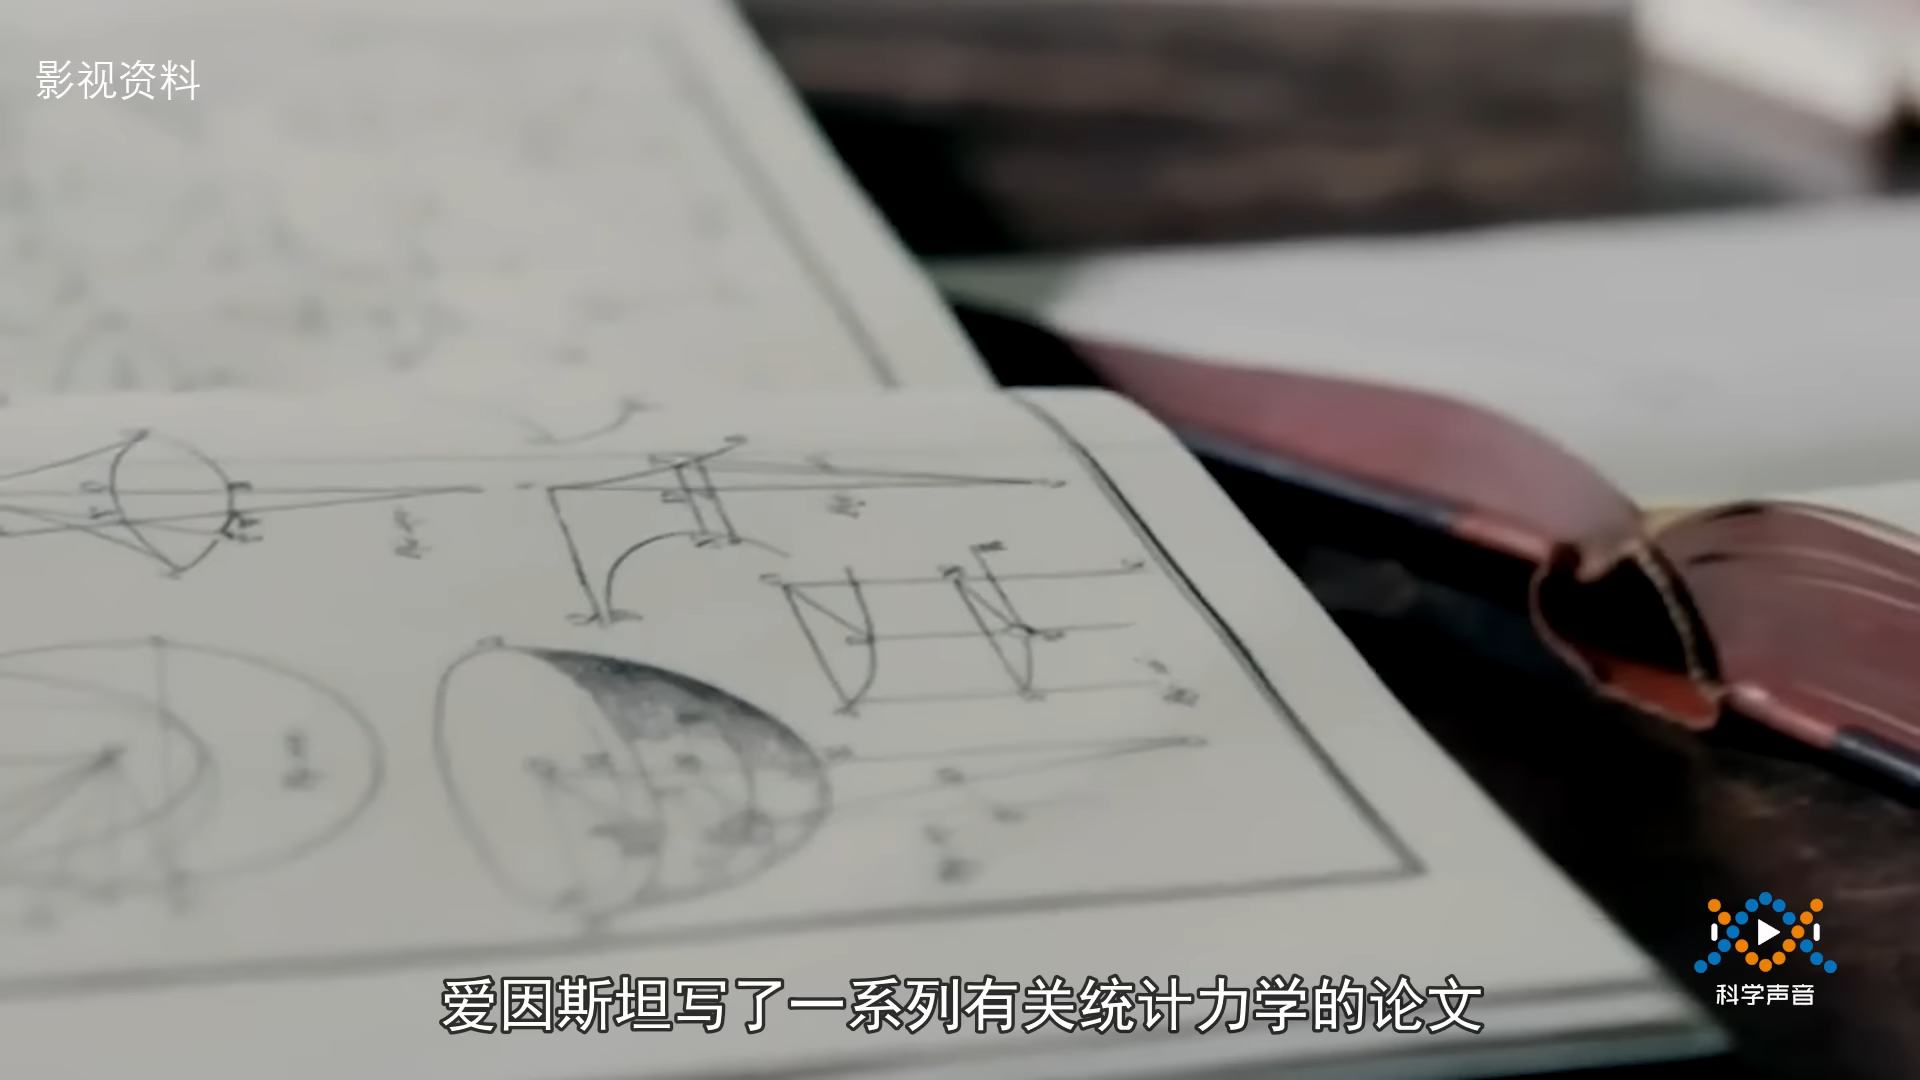 影视资料
爱因斯坦写了一系列有关统计力学的论文
科学声音